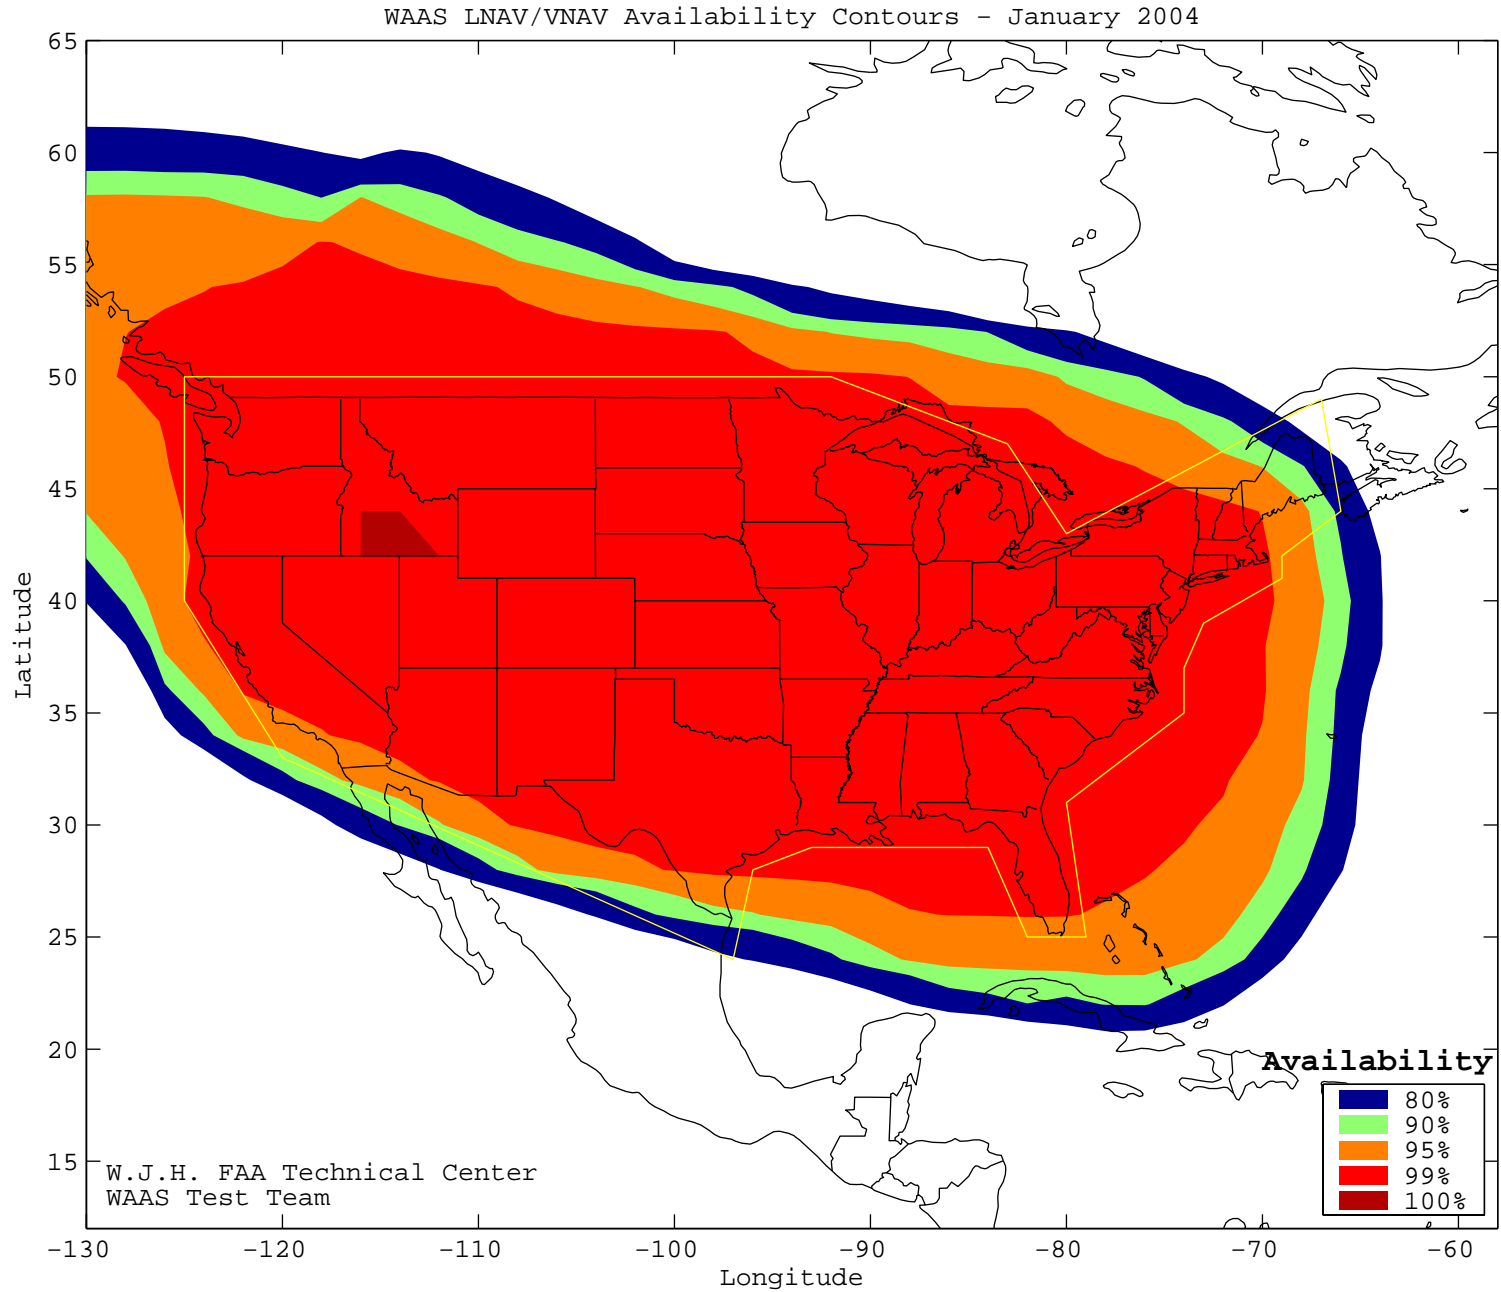 WAAS LNAV/VNAV Availability Contours - January 2004
65
60
55
50
45
40
35
30
25
20
15
Latitude
-130 -120 -110 -100 -90 -80 -70 -60
Longitude
W.J.H. FAA Technical Center
WAAS Test Team
Availability
80%
90%
95%
99%
100%